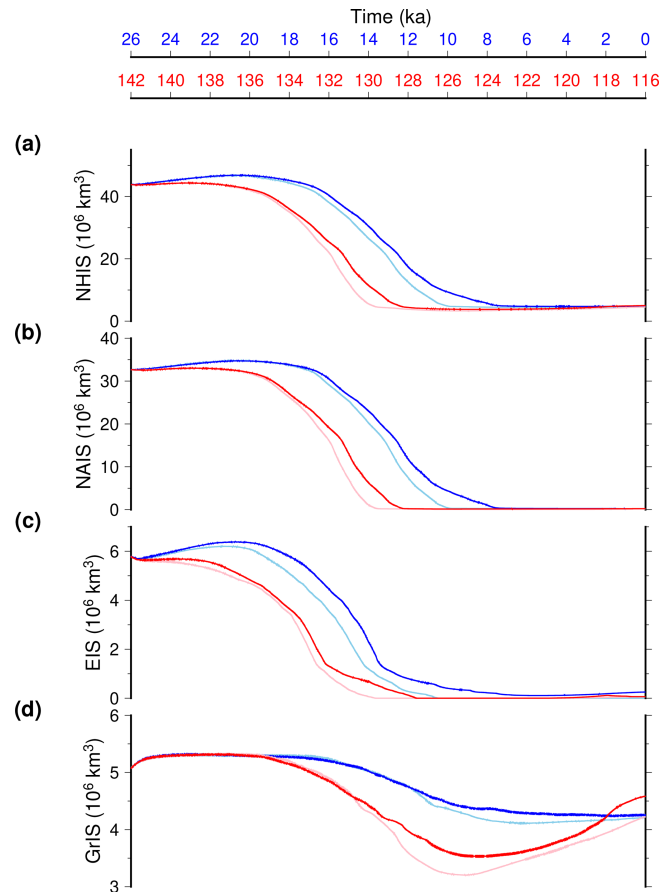 Time (ka)
26 24 22 20 18 16 14 12 10 8 6 4 2 0
142 140 138 136 134 132 130 128 126 124 122 120 118 116
(a)
NHIS (10⁶ km³)
40
20
0
(b)
NAIS (10⁶ km³)
40
30
20
10
0
(c)
EIS (10⁶ km³)
6
4
2
0
(d)
GrIS (10⁶ km³)
6
5
4
3